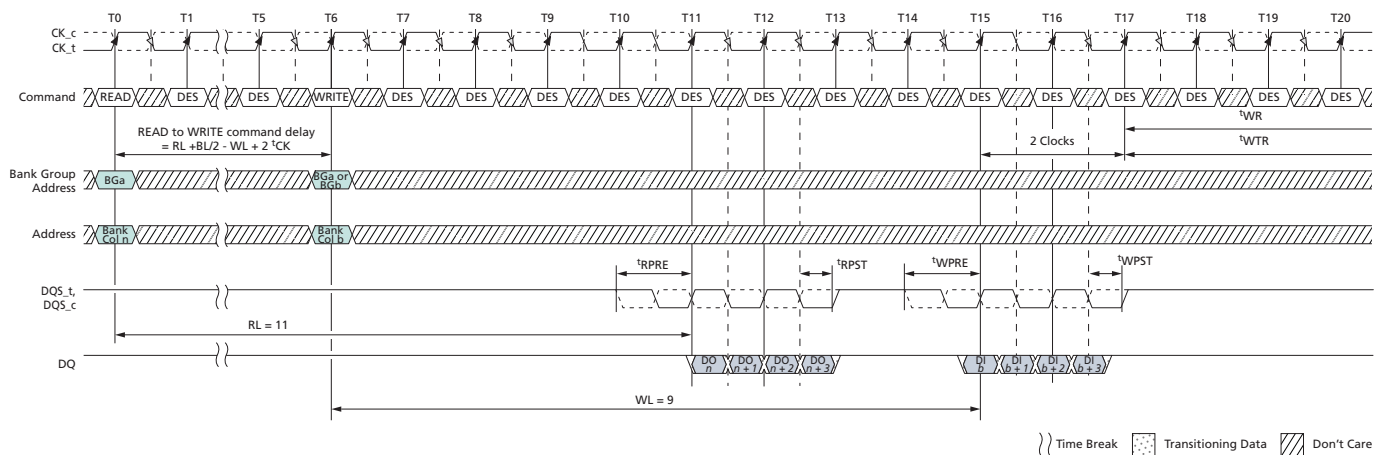 T0 T1 T5 T6 T7 T8 T9 T10 T11 T12 T13 T14 T15 T16 T17 T18 T19 T20
CK_c
CK_t
Command READ DES DES WRITE DES DES DES DES DES DES DES DES DES DES DES DES DES DES
READ to WRITE command delay
= RL +BL/2 - WL + 2 tCK
tWR
2 Clocks
tWTR
Bank Group
Address
BGa
BGa or
BGb
Address
Bank
Col n
Bank
Col b
tRPRE tRPST tWPRE tWPST
DQS_t,
DQS_c
RL = 11
DQ
DO
n
DO
n + 1
DO
n + 2
DO
n + 3
DI
b
DI
b + 1
DI
b + 2
DI
b + 3
WL = 9
Time Break Transitioning Data Don't Care